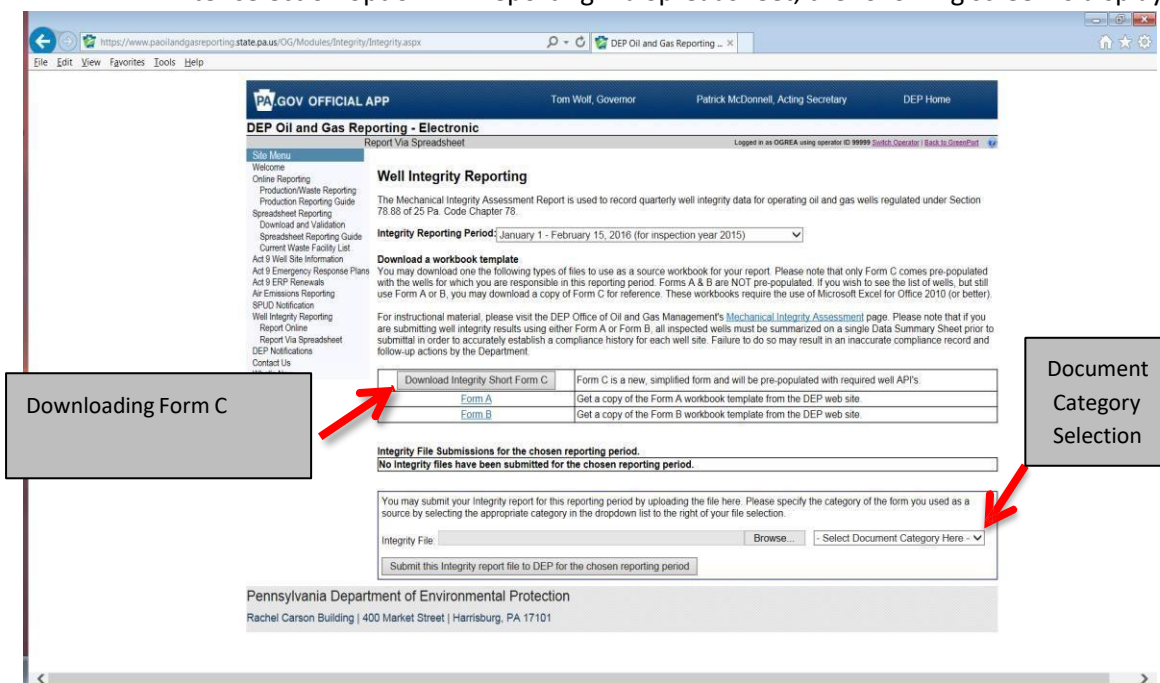 https://www.paoilandgasreporting.state.pa.us/OG/Modules/Integrity/Integrity.aspx
DEP Oil and Gas Reporting ...
File Edit View Favorites Tools Help
PA.GOV OFFICIAL APP Tom Wolf, Governor Patrick McDonnell, Acting Secretary DEP Home
DEP Oil and Gas Reporting - Electronic
Report Via Spreadsheet Logged in as OGREA using operator ID 99999 Switch Operator | Back to GreenPort
Site Menu
Welcome
Online Reporting
Production/Waste Reporting
Production Reporting Guide
Spreadsheet Reporting
Download and Validation
Spreadsheet Reporting Guide
Current Waste Facility List
Act 9 Well Site Information
Act 9 Emergency Response Plans
Act 9 ERP Renewals
Air Emissions Reporting
SPUD Notification
Well Integrity Reporting
Report Online
Report Via Spreadsheet
DEP Notifications
Contact Us
Well Integrity Reporting
The Mechanical Integrity Assessment Report is used to record quarterly well integrity data for operating oil and gas wells regulated under Section
78.88 of 25 Pa. Code Chapter 78.
Integrity Reporting Period: January 1 - February 15, 2016 (for inspection year 2015)
Download a workbook template
You may download one the following types of files to use as a source workbook for your report. Please note that only Form C comes pre-populated
with the wells for which you are responsible in this reporting period. Forms A & B are NOT pre-populated. If you wish to see the list of wells, but still
use Form A or B, you may download a copy of Form C for reference. These workbooks require the use of Microsoft Excel for Office 2010 (or better).
For instructional material, please visit the DEP Office of Oil and Gas Management's Mechanical Integrity Assessment page. Please note that if you
are submitting well integrity results using either Form A or Form B, all inspected wells must be summarized on a single Data Summary Sheet prior to
submittal in order to accurately establish a compliance history for each well site. Failure to do so may result in an inaccurate compliance record and
follow-up actions by the Department.
Download Integrity Short Form C Form C is a new, simplified form and will be pre-populated with required well API's.
Form A Get a copy of the Form A workbook template from the DEP web site.
Form B Get a copy of the Form B workbook template from the DEP web site.
Downloading Form C
Document
Category
Selection
Integrity File Submissions for the chosen reporting period.
No Integrity files have been submitted for the chosen reporting period.
You may submit your Integrity report for this reporting period by uploading the file here. Please specify the category of the form you used as a
source by selecting the appropriate category in the dropdown list to the right of your file selection.
Integrity File: Browse... - Select Document Category Here -
Submit this Integrity report file to DEP for the chosen reporting period
Pennsylvania Department of Environmental Protection
Rachel Carson Building | 400 Market Street | Harrisburg, PA 17101